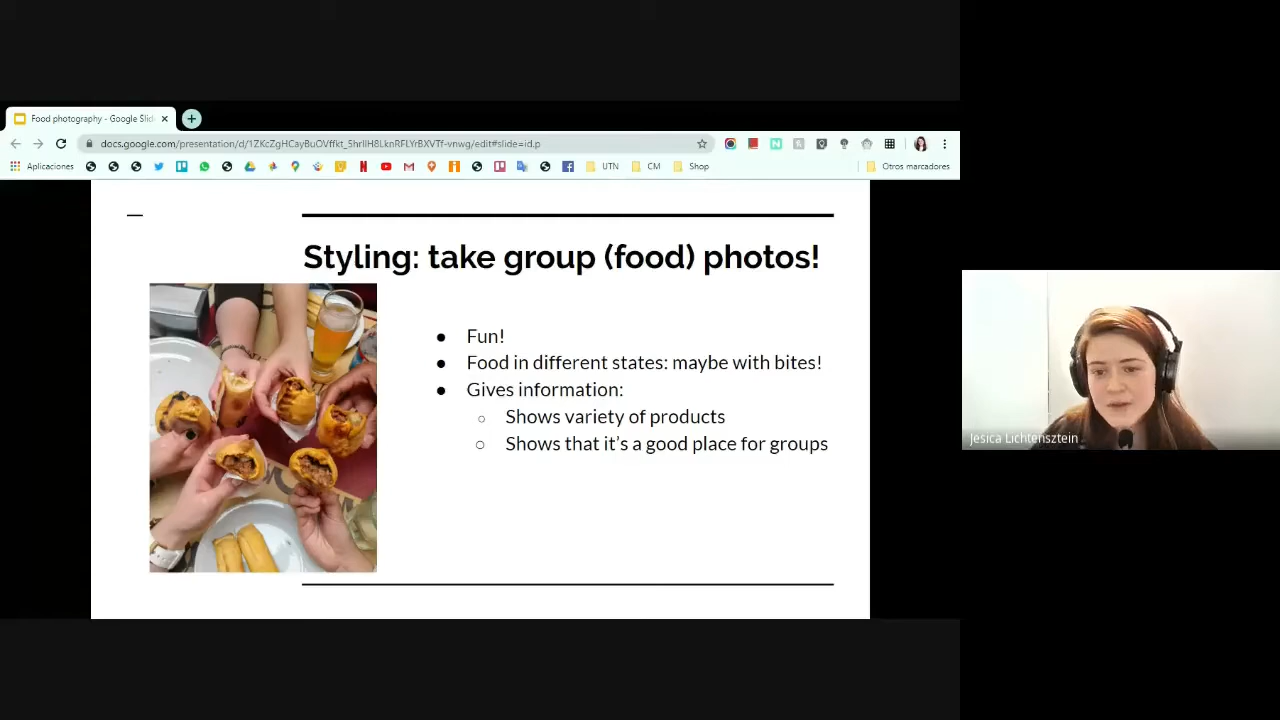 Food photography - Google Slid
docs.google.com/presentation/d/1ZKcZgHCayBuOVffkt_5hrIlH8LknRFLYrBXVTf-vnwg/edit#slide=id.p
Aplicaciones
UTN
CM
Shop
Otros marcadores
Styling: take group (food) photos!
● Fun!
● Food in different states: maybe with bites!
● Gives information:
○ Shows variety of products
○ Shows that it's a good place for groups
Jesica Lichtensztein